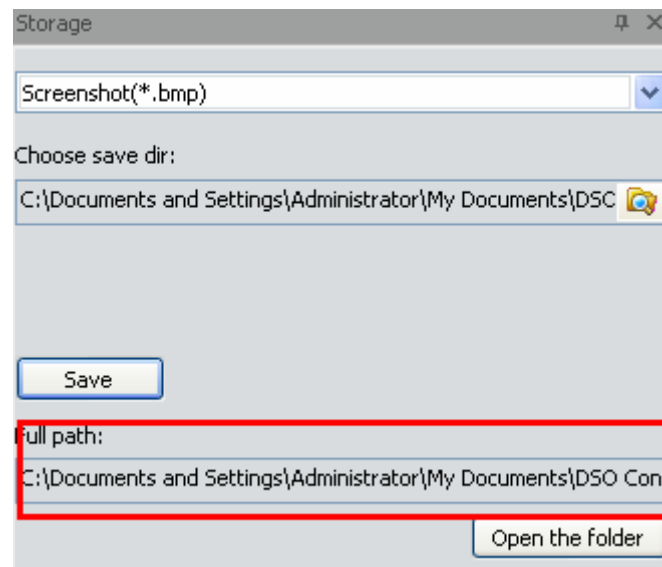 Storage
Screenshot(*.bmp)
Choose save dir:
C:\Documents and Settings\Administrator\My Documents\DSC
Save
Full path:
C:\Documents and Settings\Administrator\My Documents\DSO Con
Open the folder